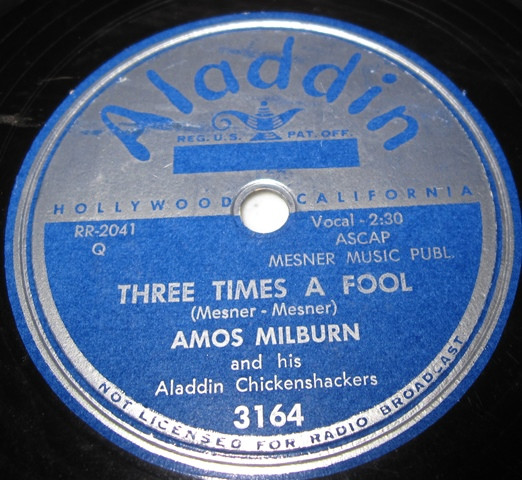 Aladdin
REG. U.S. PAT. OFF.
HOLLYWOOD CALIFORNIA
RR-2041
Q
Vocal - 2:30
ASCAP
MESNER MUSIC PUBL.
THREE TIMES A FOOL
(Mesner - Mesner)
AMOS MILBURN
and his
Aladdin Chickenshackers
3164
NOT LICENSED FOR RADIO BROADCAST